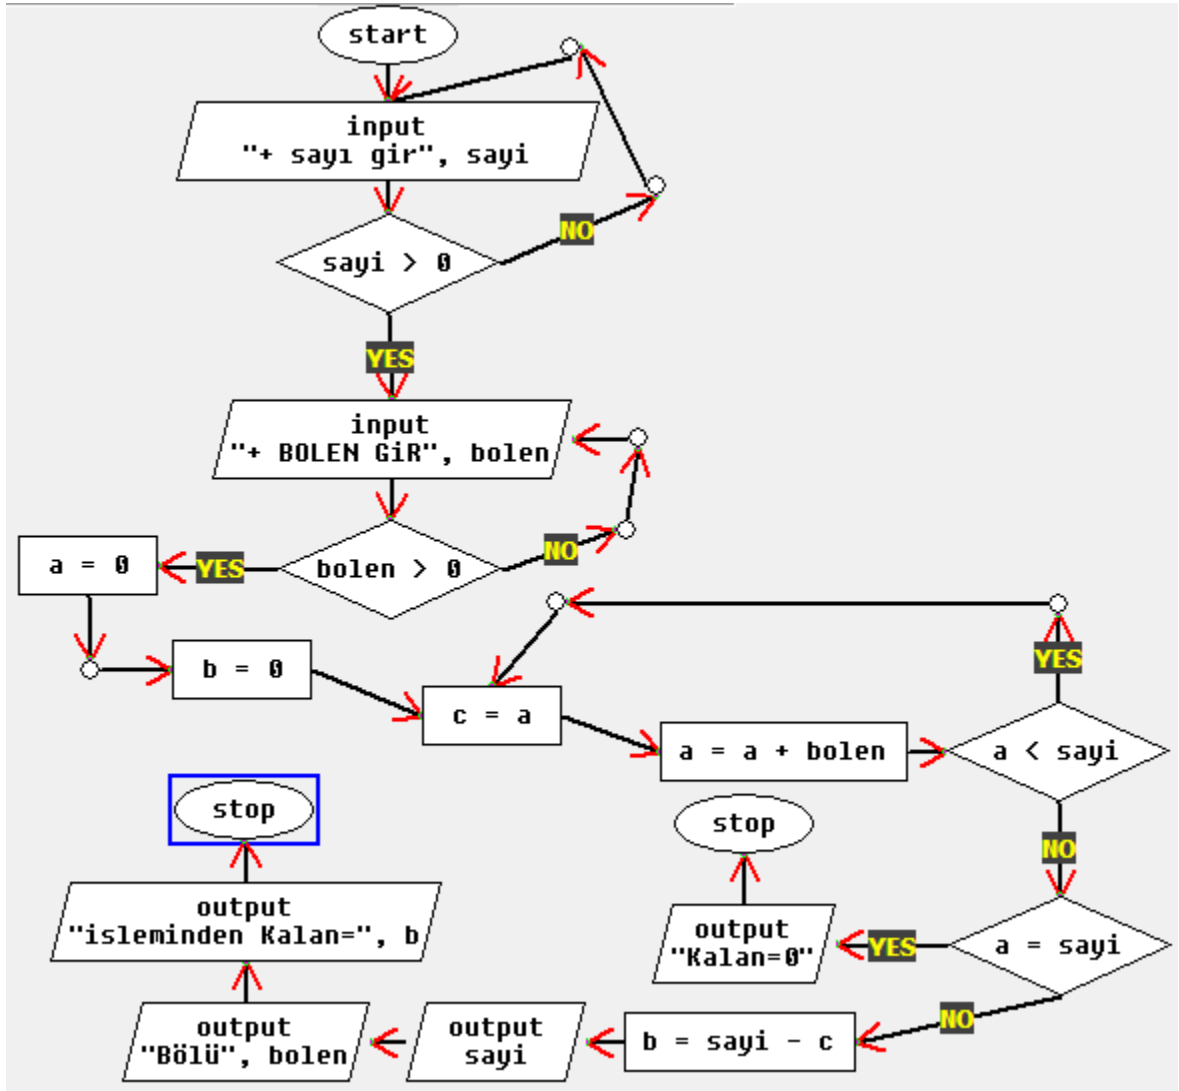 start
input
"+ sayı gir", sayi
NO
sayi > 0
YES
input
"+ BOLEN GiR", bolen
NO
bolen > 0
YES
a = 0
b = 0
c = a
a = a + bolen
a < sayi
YES
NO
a = sayi
YES
output
"Kalan=0"
stop
NO
b = sayi - c
output
sayi
output
"Bölü", bolen
output
"isleminden Kalan=", b
stop